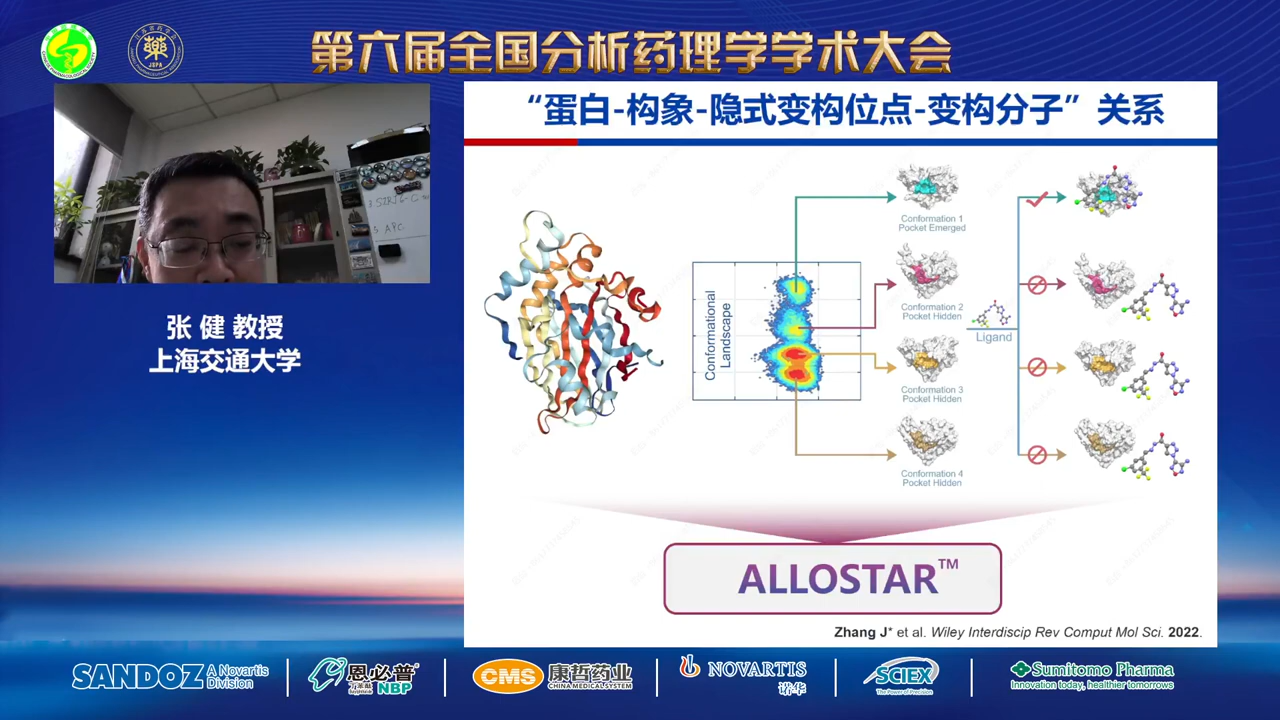 第六届全国分析药理学学术大会
“蛋白-构象-隐式变构位点-变构分子”关系
张 健 教授
上海交通大学
Conformational
Landscape
Conformation 1
Pocket Emerged
Conformation 2
Pocket Hidden
Conformation 3
Pocket Hidden
Conformation 4
Pocket Hidden
Ligand
ALLOSTAR™
Zhang J* et al. Wiley Interdiscip Rev Comput Mol Sci. 2022.
SANDOZ A Novartis
Division
恩必普®
NBP
CMS 康哲药业
CHINA MEDICAL SYSTEM
NOVARTIS
诺华
SCIEX
The Power of Precision
Sumitomo Pharma
Innovation today, healthier tomorrows